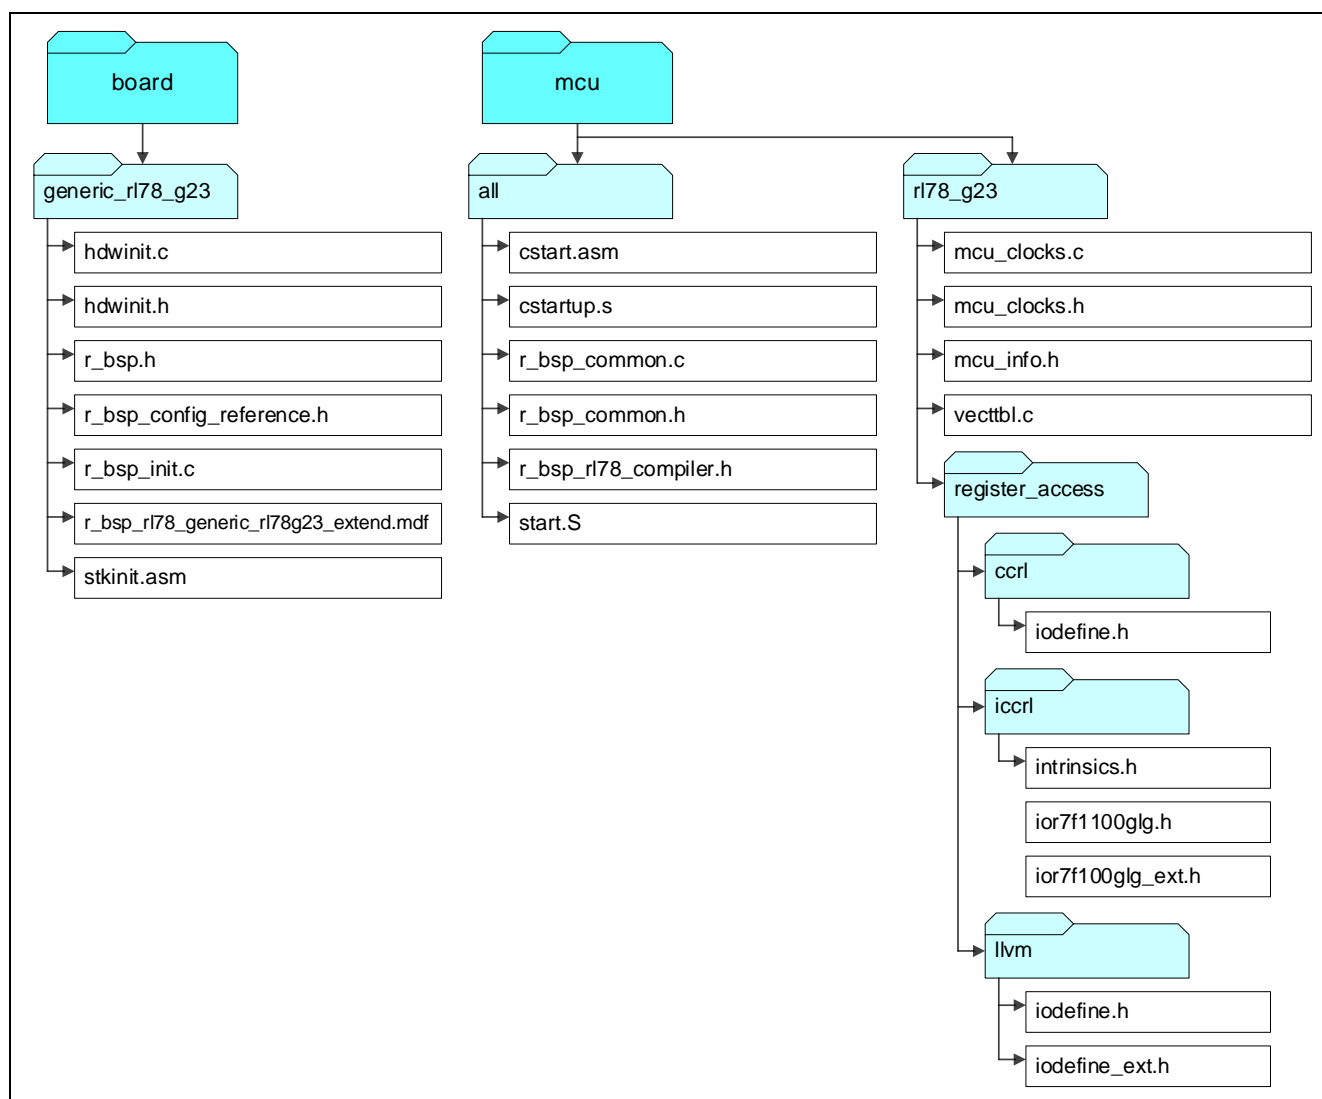 board
generic_rl78_g23
hdwinit.c
hdwinit.h
r_bsp.h
r_bsp_config_reference.h
r_bsp_init.c
r_bsp_rl78_generic_rl78g23_extend.mdf
stkinit.asm
mcu
all
cstart.asm
cstartup.s
r_bsp_common.c
r_bsp_common.h
r_bsp_rl78_compiler.h
start.S
rl78_g23
mcu_clocks.c
mcu_clocks.h
mcu_info.h
vecttbl.c
register_access
ccrl
iodefine.h
iccrl
intrinsics.h
ior7f1100glg.h
ior7f100glg_ext.h
llvm
iodefine.h
iodefine_ext.h